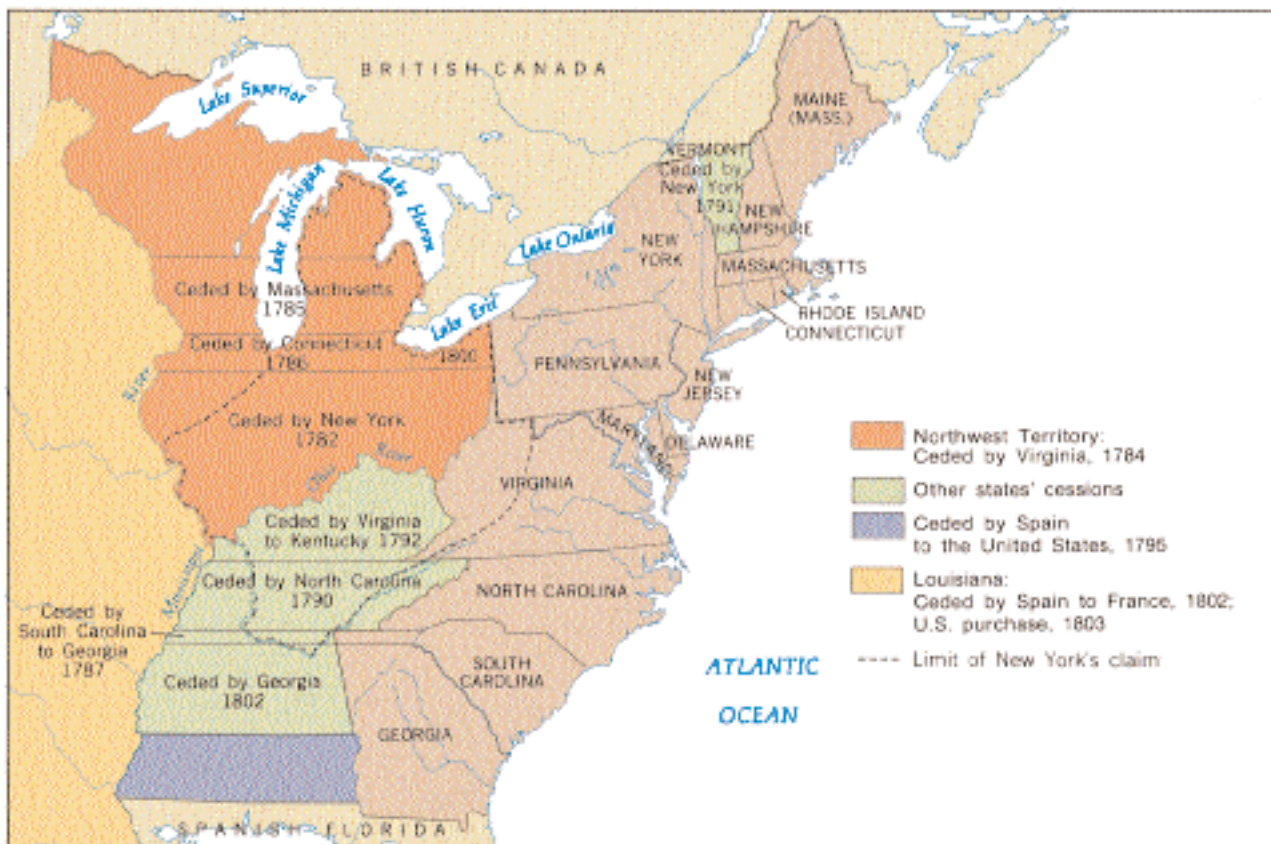 BRITISH CANADA
Lake Superior
MAINE
(MASS.)
VERMONT
Ceded by
New York
1791
Lake Michigan
Lake Huron
NEW
HAMPSHIRE
Lake Ontario
NEW
YORK
MASSACHUSETTS
Ceded by Massachusetts
1785
Lake Erie
RHODE ISLAND
CONNECTICUT
Ceded by Connecticut
1786
1800
PENNSYLVANIA
NEW
JERSEY
River
Ceded by New York
1782
MARYLAND
DELAWARE
Ohio River
VIRGINIA
Ceded by Virginia
to Kentucky 1792
Mississippi
Ceded by North Carolina
1790
NORTH CAROLINA
Ceded by
South Carolina
to Georgia
1787
SOUTH
CAROLINA
Ceded by Georgia
1802
GEORGIA
ATLANTIC
OCEAN
SPANISH FLORIDA
Northwest Territory:
Ceded by Virginia, 1784
Other states' cessions
Ceded by Spain
to the United States, 1795
Louisiana:
Ceded by Spain to France, 1802;
U.S. purchase, 1803
Limit of New York's claim